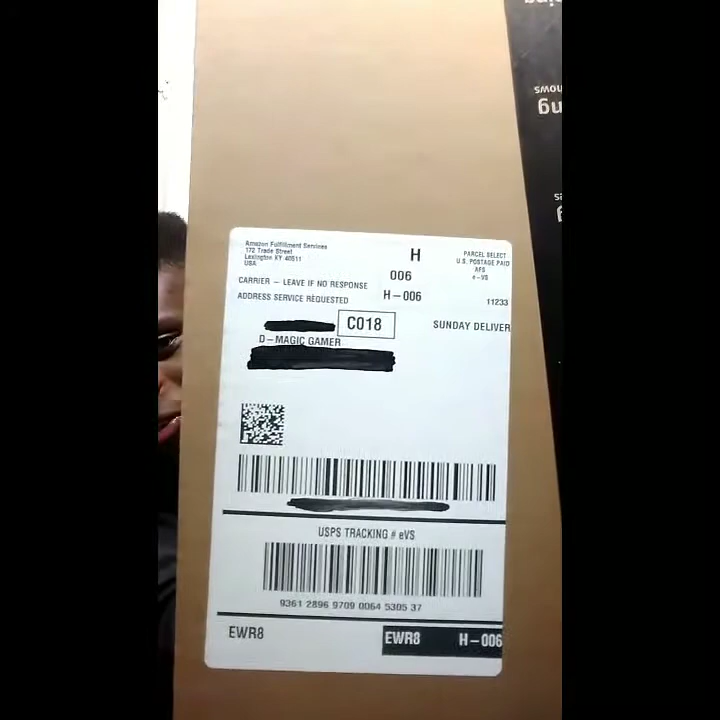 Amazon Fulfillment Services
172 Trade Street
Lexington KY 40511
USA
H
PARCEL SELECT
U.S. POSTAGE PAID
AFS
e-VS
006
CARRIER – LEAVE IF NO RESPONSE
H-006
ADDRESS SERVICE REQUESTED
11233
C018
SUNDAY DELIVER
D-MAGIC GAMER
USPS TRACKING # eVS
9361 2896 9709 0064 5305 37
EWR8
EWR8 H-006